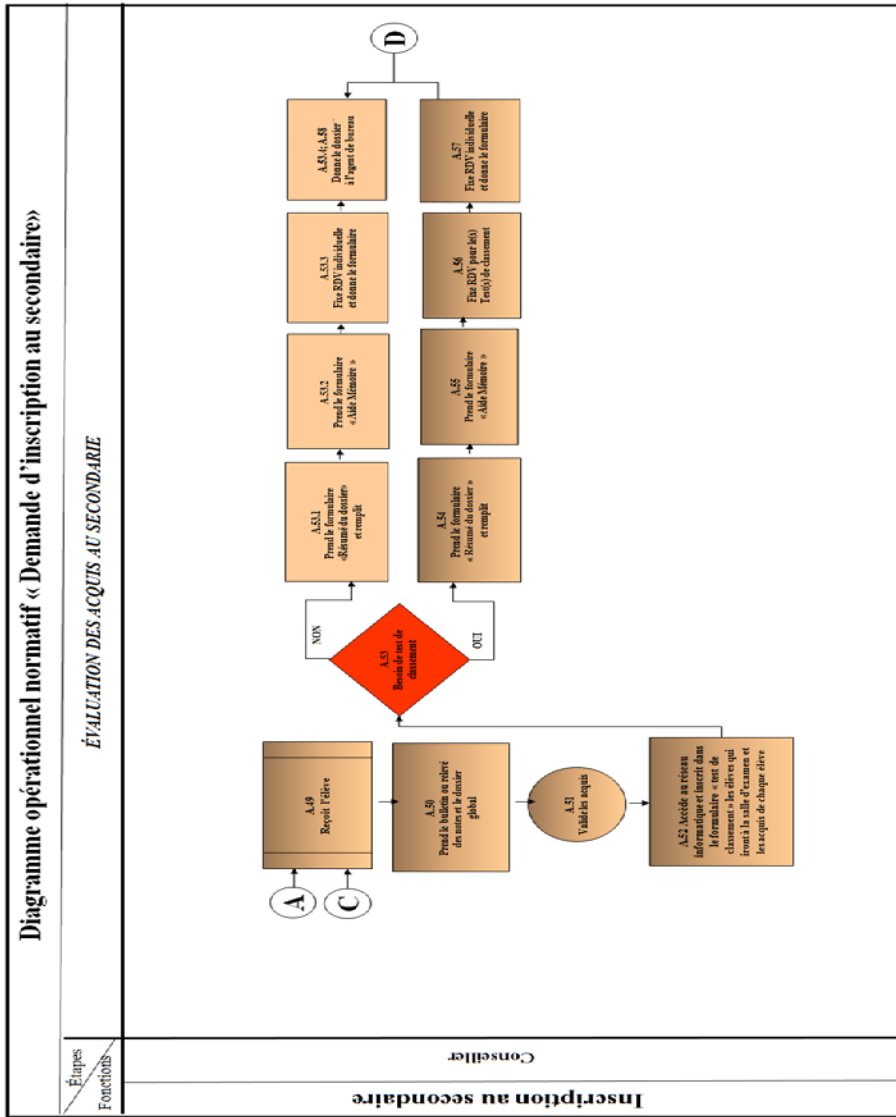 Diagramme opérationnel normatif « Demande d’inscription au secondaire»
Étapes
Fonctions
ÉVALUATION DES ACQUIS AU SECONDARIE
Inscription au secondaire
Conseiller
A
C
A.49
Reçoit l’élève
A.50
Prend le bulletin ou relevé
des notes et le dossier
global
A.51
Valide les acquis
A.52 Accède au réseau
informatique et inscrit dans
le formulaire « test de
classement » les élèves qui
iront à la salle d’examen et
les acquis de chaque élève
A.53
Besoin de test de
classement
NON
OUI
A.53.1
Prend le formulaire
«Résumé du dossier»
et remplit
A.53.2
Prend le formulaire
« Aide Mémoire »
A.53.3
Fixe RDV individuelle
et donne le formulaire
A.53.4; A.58
Donne le dossier
à l’agent de bureau
A.54
Prend le formulaire
« Résumé du dossier »
et remplit
A.55
Prend le formulaire
« Aide Mémoire »
A.56
Fixe RDV pour le(s)
Test(s) de classement
A.57
Fixe RDV individuelle
et donne le formulaire
D